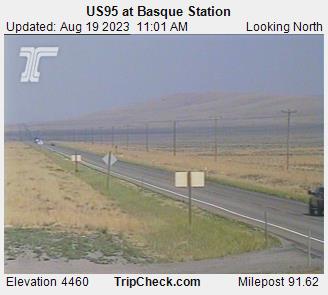 US95 at Basque Station
Updated: Aug 19 2023 11:01 AM Looking North
Elevation 4460 TripCheck.com Milepost 91.62